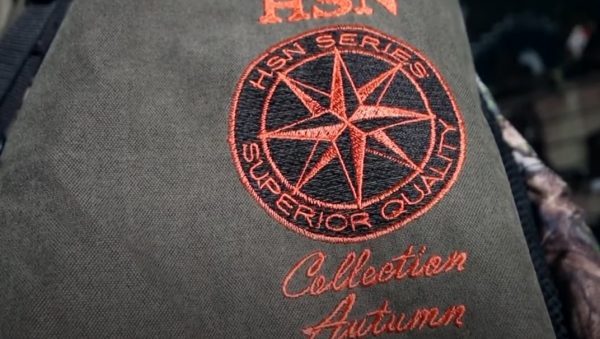 HSN
HSN SERIES
SUPERIOR QUALITY
Collection
Autumn